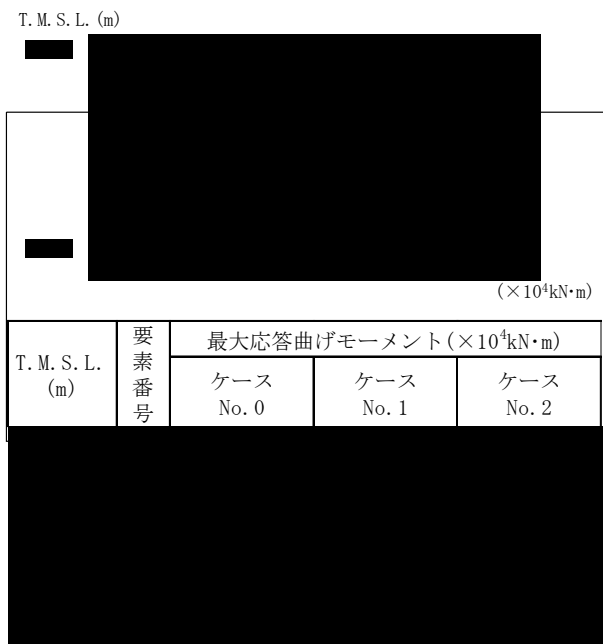 T.M.S.L.(m)
(×10⁴kN・m)
T.M.S.L.
(m)
要素番号
最大応答曲げモーメント(×10⁴kN・m)
ケース
No.0
ケース
No.1
ケース
No.2